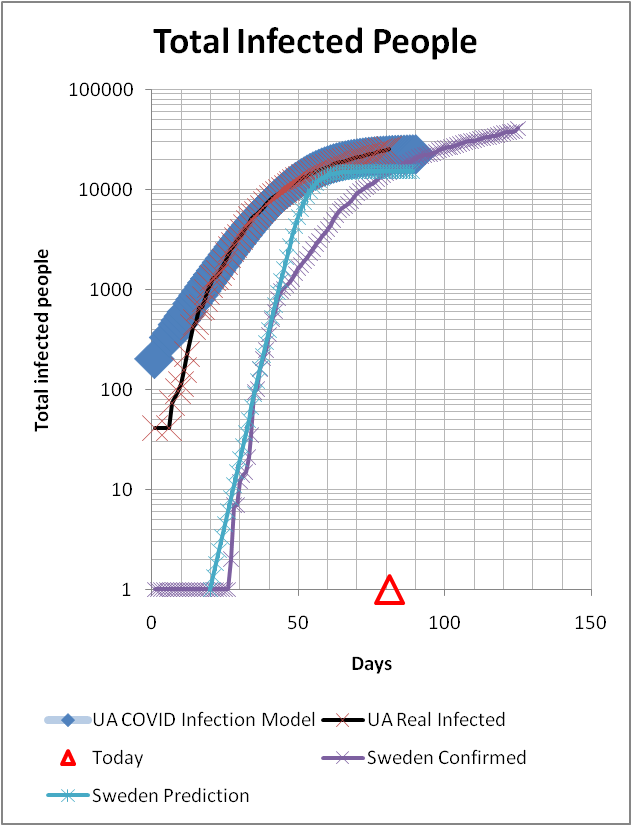 Total Infected People
100000
10000
1000
100
10
1
Total infected people
0 50 100 150
Days
UA COVID Infection Model UA Real Infected
Today Sweden Confirmed
Sweden Prediction